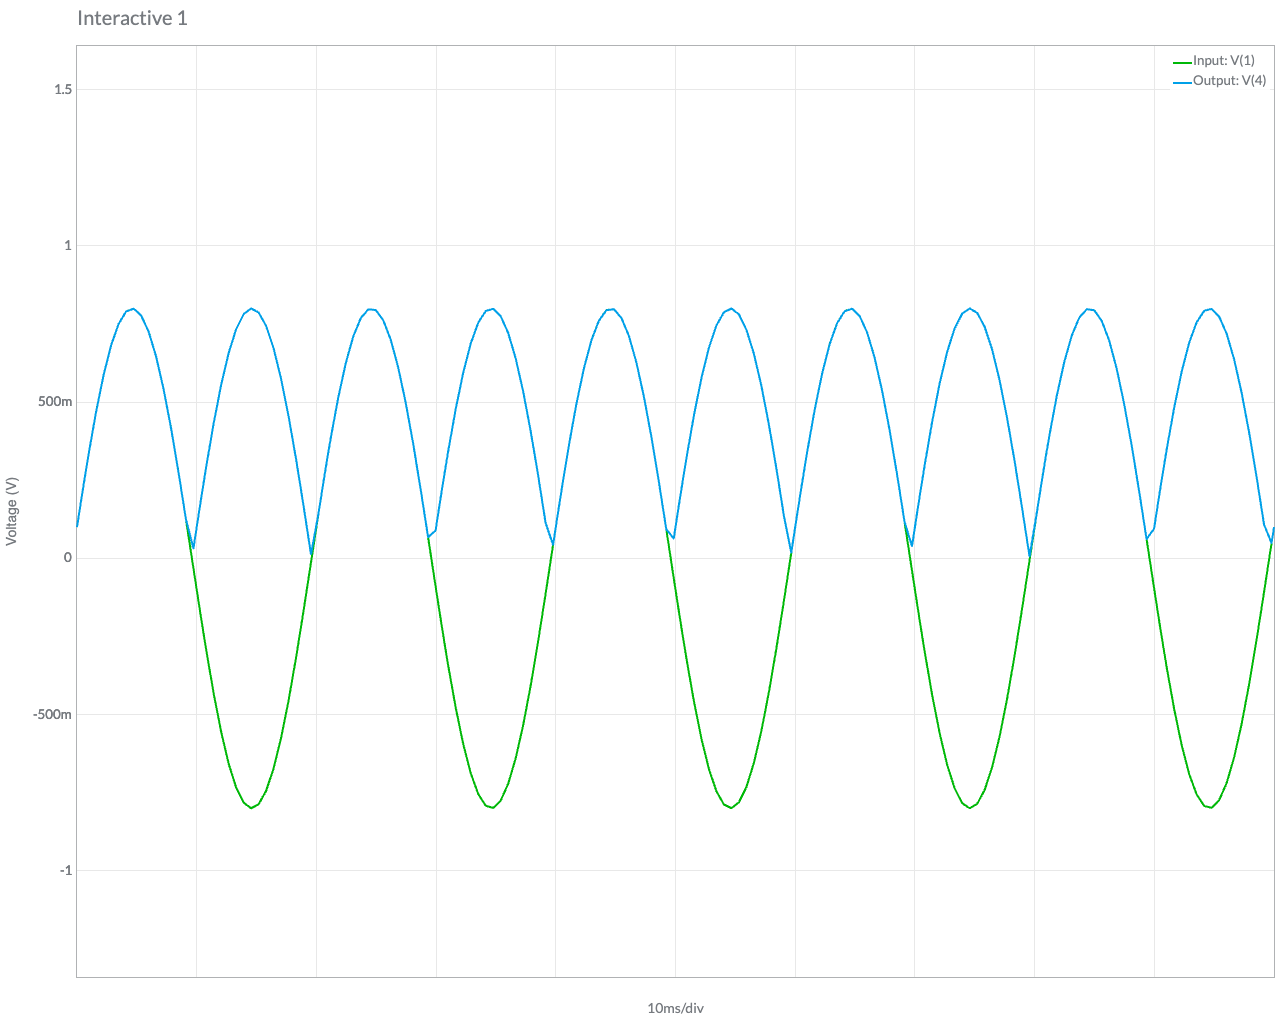 Interactive 1
Input: V(1)
Output: V(4)
1.5
1
500m
0
-500m
-1
Voltage (V)
10ms/div